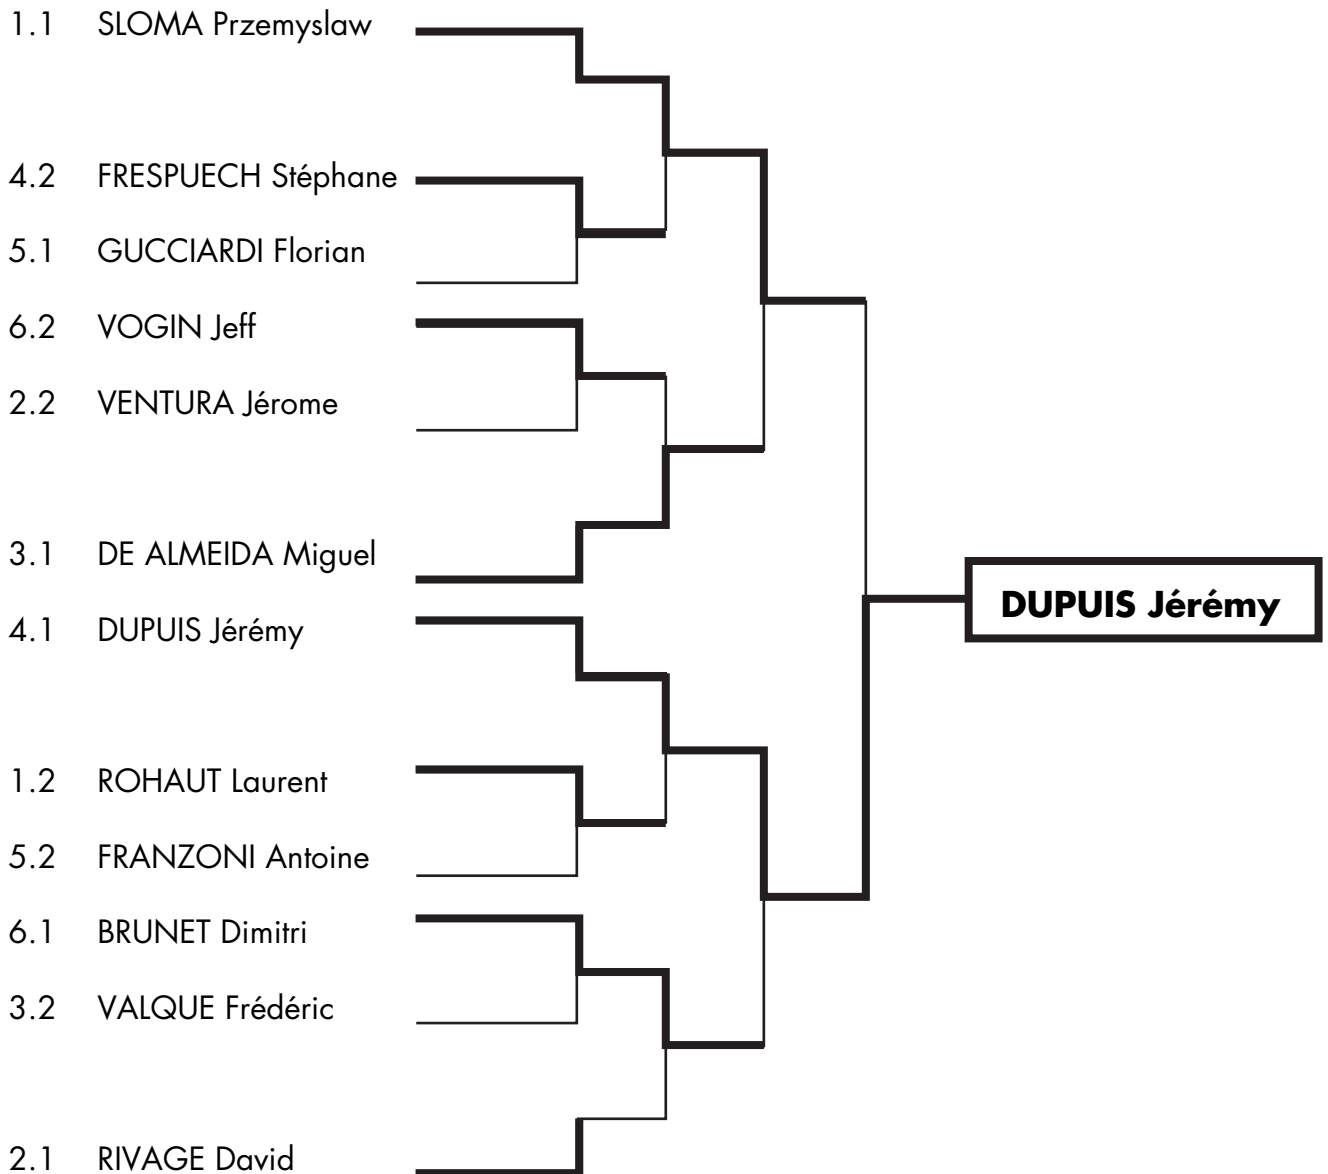 1.1 SLOMA Przemyslaw
4.2 FRESPUECH Stéphane
5.1 GUCCIARDI Florian
6.2 VOGIN Jeff
2.2 VENTURA Jérome
3.1 DE ALMEIDA Miguel
4.1 DUPUIS Jérémy
DUPUIS Jérémy
1.2 ROHAUT Laurent
5.2 FRANZONI Antoine
6.1 BRUNET Dimitri
3.2 VALQUE Frédéric
2.1 RIVAGE David